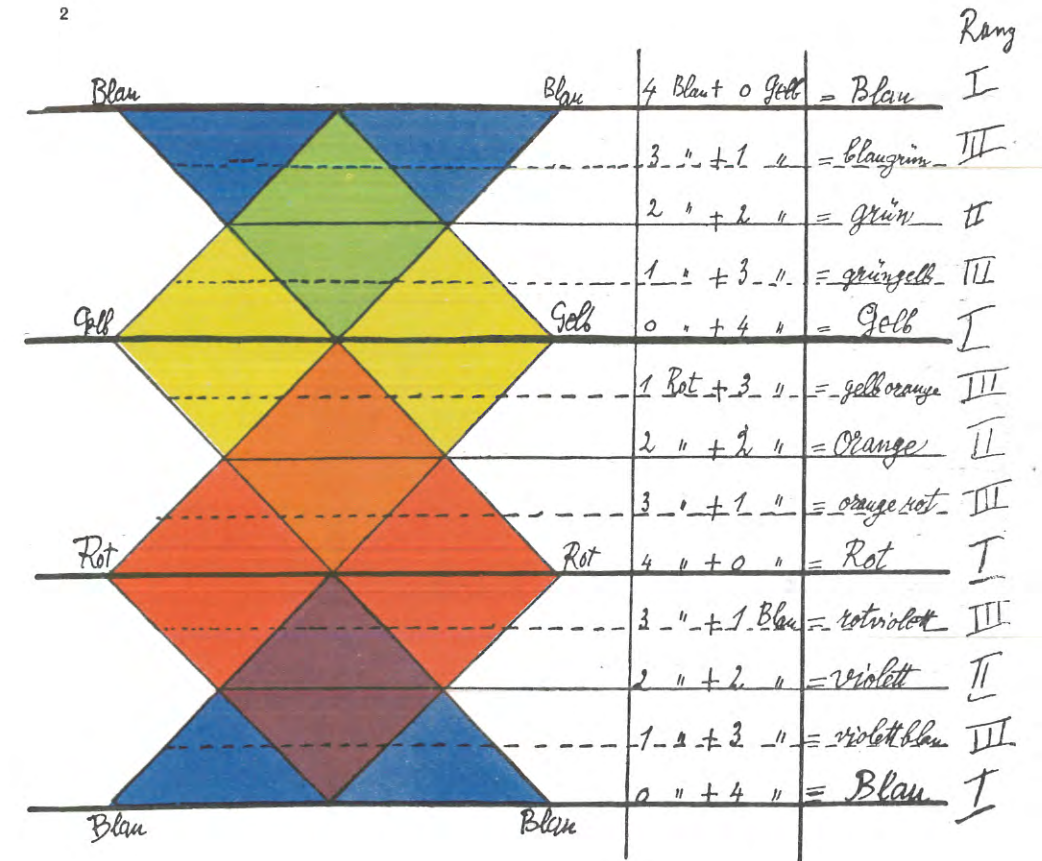 2
Rang
Blau Blau 4 Blau + 0 Gelb = Blau I
3 " + 1 " = blaugrün III
2 " + 2 " = grün II
1 " + 3 " = grüngelb III
Gelb Gelb 0 " + 4 " = Gelb I
1 Rot + 3 " = gelborange III
2 " + 2 " = Orange II
3 " + 1 " = orangerot III
Rot Rot 4 " + 0 " = Rot I
3 " + 1 Blau = rotviolett III
2 " + 2 " = violett II
1 " + 3 " = violettblau III
0 " + 4 " = Blau I
Blau Blau